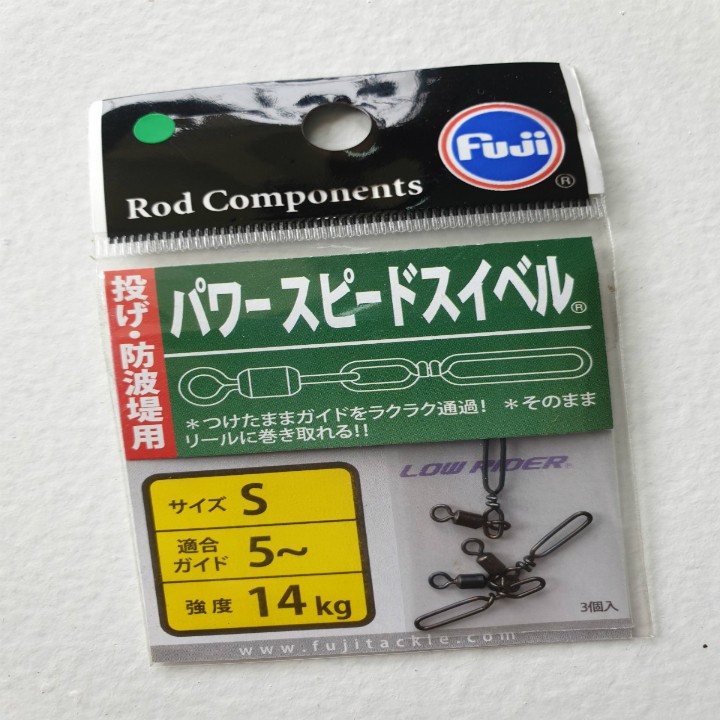 Fuji
®
Rod Components
投げ・防波堤用
パワースピードスイベル®
＊つけたままガイドをラクラク通過！ ＊そのまま
リールに巻き取れる!!
LOW RIDER®
サイズ S
適合ガイド 5～
強度 14kg
3個入
www.fujitackle.com